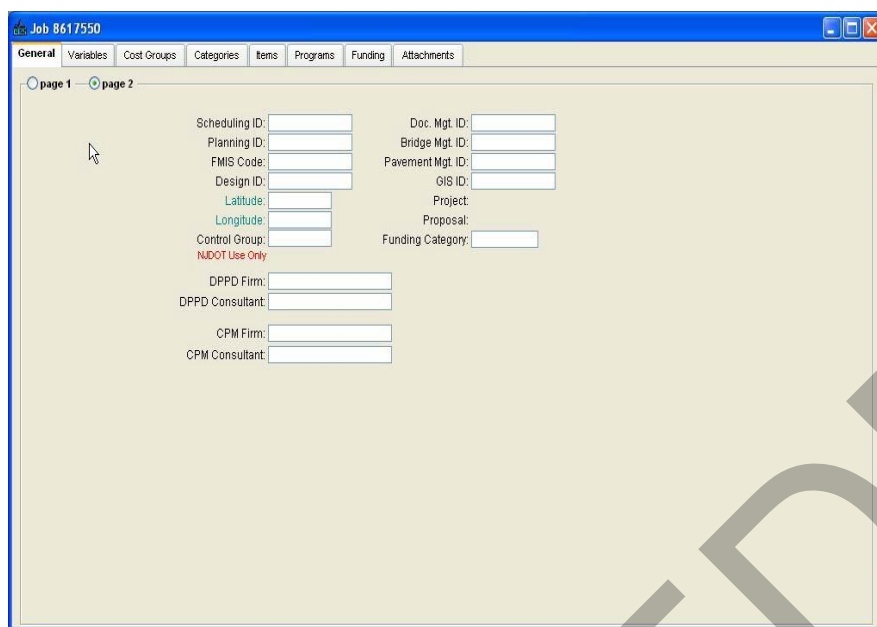 Job 8617550
General Variables Cost Groups Categories Items Programs Funding Attachments
page 1 page 2
Scheduling ID: Doc. Mgt. ID:
Planning ID: Bridge Mgt. ID:
FMIS Code: Pavement Mgt. ID:
Design ID: GIS ID:
Latitude: Project:
Longitude: Proposal:
Control Group: Funding Category:
NJDOT Use Only
DPPD Firm:
DPPD Consultant:
CPM Firm:
CPM Consultant: